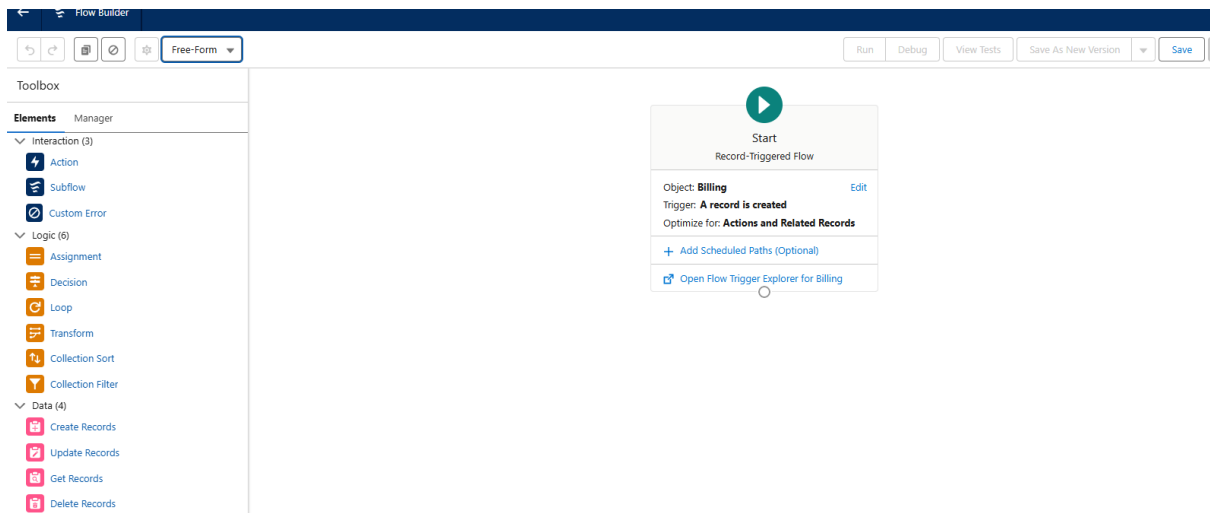 Flow Builder
Free-Form
Run Debug View Tests Save As New Version Save
Toolbox
Elements Manager
Interaction (3)
Action
Subflow
Custom Error
Logic (6)
Assignment
Decision
Loop
Transform
Collection Sort
Collection Filter
Data (4)
Create Records
Update Records
Get Records
Delete Records
Start
Record-Triggered Flow
Object: Billing Edit
Trigger: A record is created
Optimize for: Actions and Related Records
+ Add Scheduled Paths (Optional)
Open Flow Trigger Explorer for Billing